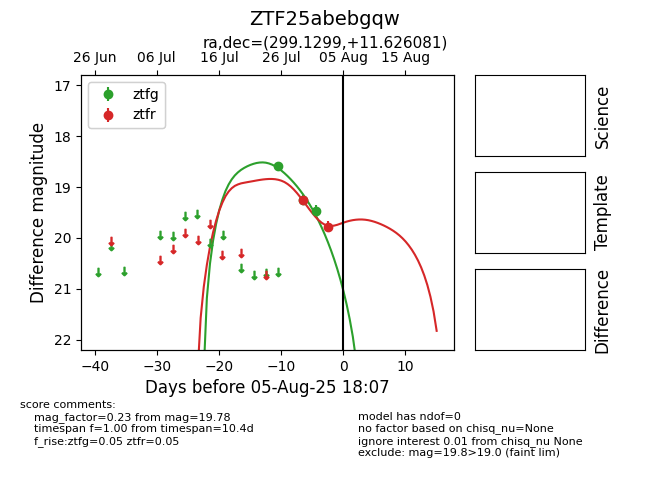 ZTF25abebgqw
ra,dec=(299.1299,+11.626081)
26 Jun 06 Jul 16 Jul 26 Jul 05 Aug 15 Aug
ztfg
ztfr
17
18
19
20
21
22
Difference magnitude
−40 −30 −20 −10 0 10
Days before 05-Aug-25 18:07
Science
Template
Difference
score comments:
mag_factor=0.23 from mag=19.78
timespan f=1.00 from timespan=10.4d
f_rise:ztfg=0.05 ztfr=0.05
model has ndof=0
no factor based on chisq_nu=None
ignore interest 0.01 from chisq_nu None
exclude: mag=19.8>19.0 (faint lim)